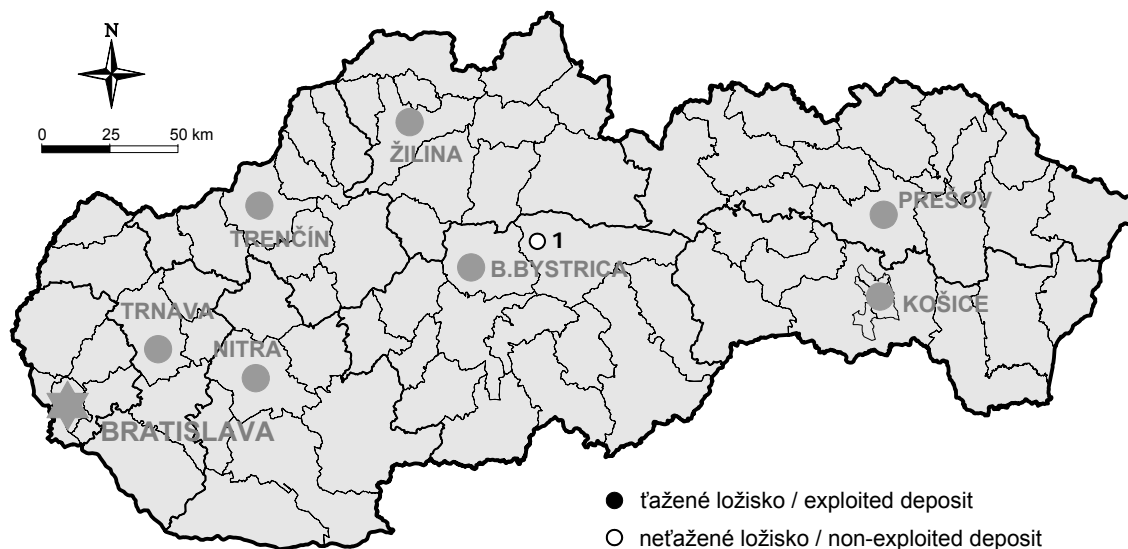 N
0 25 50 km
ŽILINA
PREŠOV
TRENČÍN
1
B.BYSTRICA
KOŠICE
TRNAVA
NITRA
BRATISLAVA
ťažené ložisko / exploited deposit
neťažené ložisko / non-exploited deposit